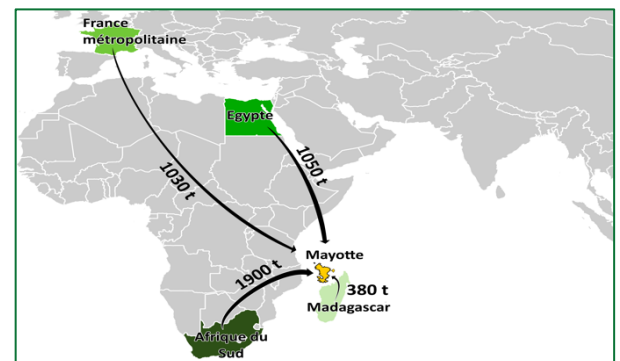 France
métropolitaine
Egypte
1030 t
1050 t
Mayotte
1900 t
380 t
Madagascar
Afrique du
Sud